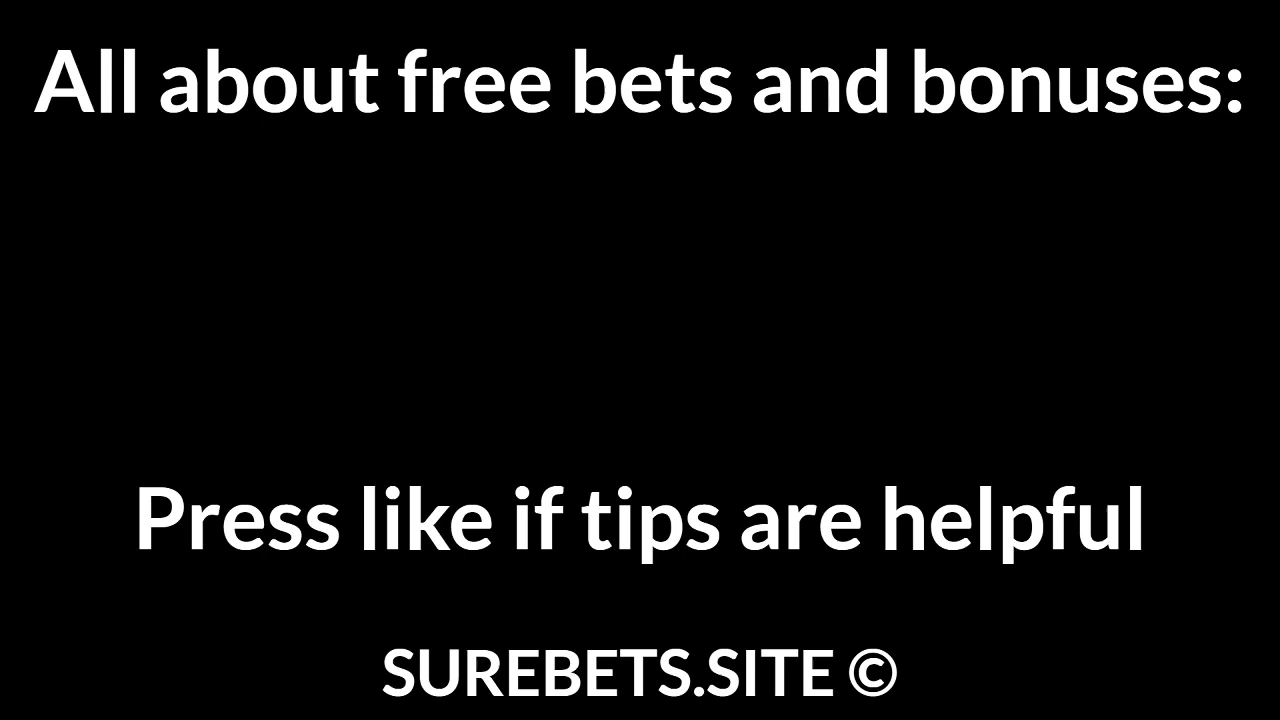 All about free bets and bonuses:
Press like if tips are helpful
SUREBETS.SITE ©